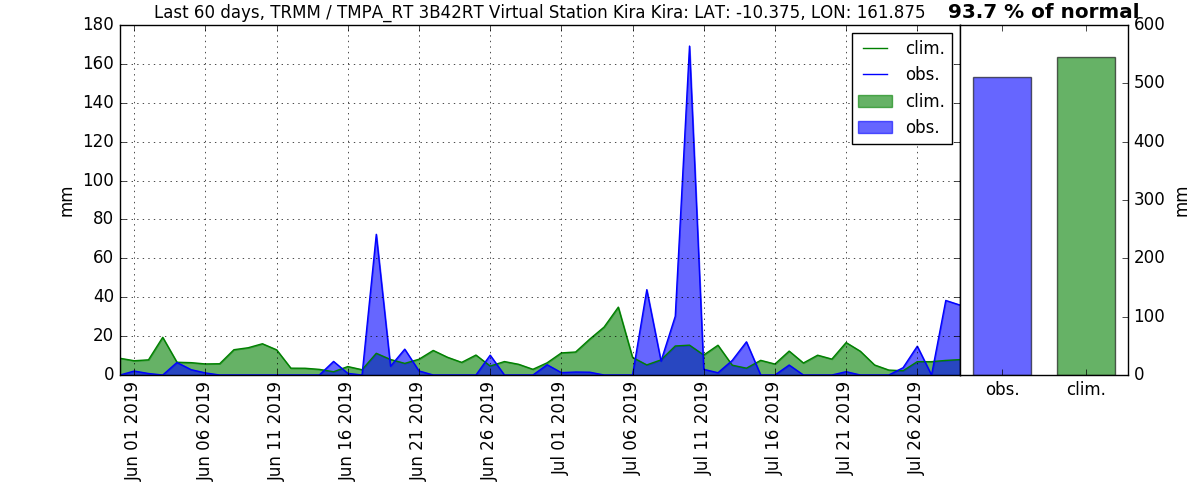 Last 60 days, TRMM / TMPA_RT 3B42RT Virtual Station Kira Kira: LAT: -10.375, LON: 161.875
93.7 % of normal
180
160
140
120
100
80
60
40
20
0
mm
clim.
obs.
clim.
obs.
Jun 01 2019
Jun 06 2019
Jun 11 2019
Jun 16 2019
Jun 21 2019
Jun 26 2019
Jul 01 2019
Jul 06 2019
Jul 11 2019
Jul 16 2019
Jul 21 2019
Jul 26 2019
600
500
400
300
200
100
0
mm
obs.
clim.